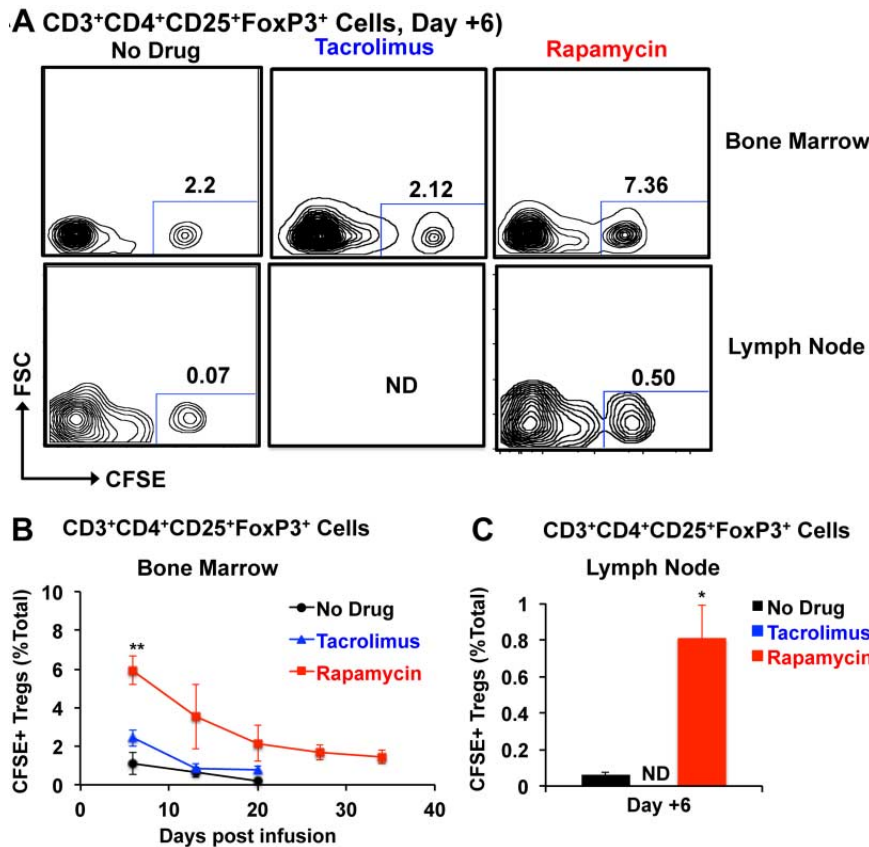 A CD3⁺CD4⁺CD25⁺FoxP3⁺ Cells, Day +6)
No Drug Tacrolimus Rapamycin
2.2 2.12 7.36 Bone Marrow
0.07 ND 0.50 Lymph Node
FSC
CFSE
B CD3⁺CD4⁺CD25⁺FoxP3⁺ Cells
Bone Marrow
CFSE+ Tregs (%Total)
10
8
6
4
2
0
**
No Drug
Tacrolimus
Rapamycin
0 10 20 30 40
Days post infusion
C CD3⁺CD4⁺CD25⁺FoxP3⁺ Cells
Lymph Node
CFSE+ Tregs (%Total)
1
0.8
0.6
0.4
0.2
0
*
ND
No Drug
Tacrolimus
Rapamycin
Day +6